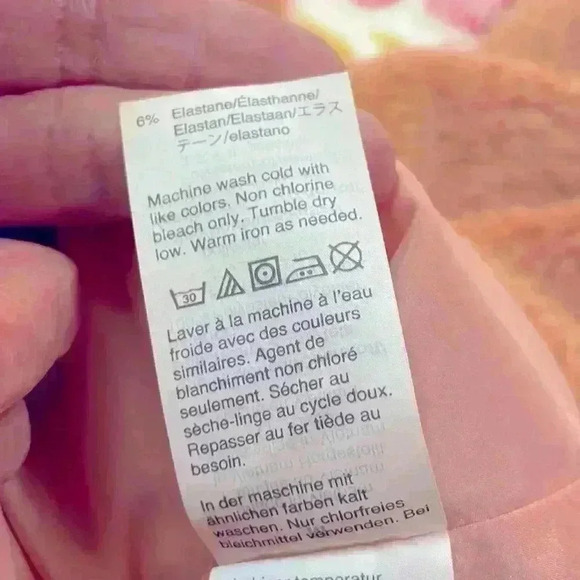 6% Elastane/Élasthanne/
Elastan/Elastaan/エラス
テーン/elastano
Machine wash cold with
like colors. Non chlorine
bleach only. Tumble dry
low. Warm iron as needed.
30
Laver à la machine à l'eau
froide avec des couleurs
similaires. Agent de
blanchiment non chloré
seulement. Sécher au
sèche-linge au cycle doux.
Repasser au fer tiède au
besoin.
In der maschine mit
ähnlichen farben kalt
waschen. Nur chlorfreies
bleichmittel verwenden. Bei
temperatur